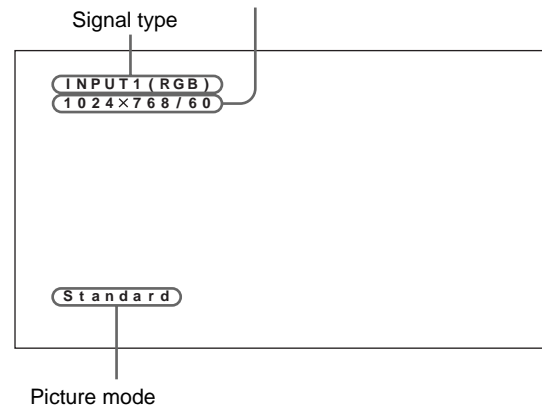 Signal type
INPUT1(RGB)
1024×768/60
Standard
Picture mode